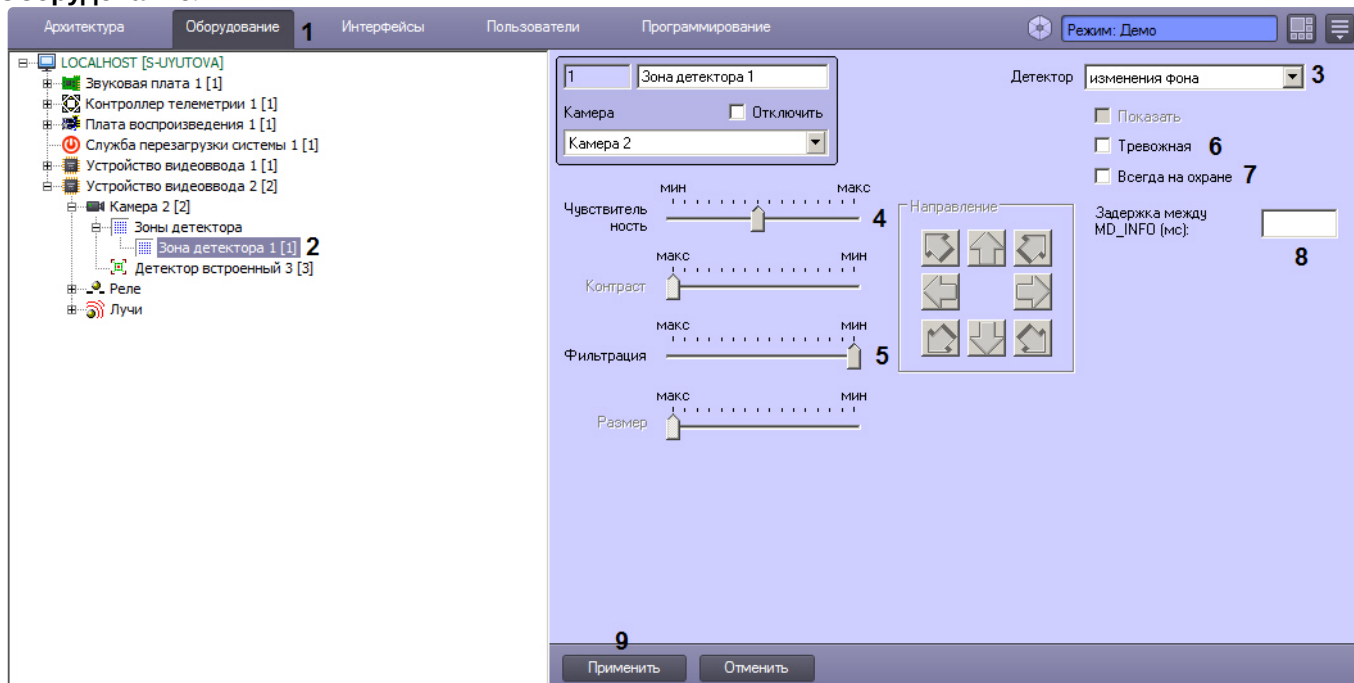 Архитектура Оборудование 1 Интерфейсы Пользователи Программирование Режим: Демо
LOCALHOST [S-UYUTOVA]
Звуковая плата 1 [1]
Контроллер телеметрии 1 [1]
Плата воспроизведения 1 [1]
Служба перезагрузки системы 1 [1]
Устройство видеоввода 1 [1]
Устройство видеоввода 2 [2]
Камера 2 [2]
Зоны детектора
Зона детектора 1 [1] 2
Детектор встроенный 3 [3]
Реле
Лучи
1 Зона детектора 1
Камера Отключить
Камера 2
мин макс
Чувствитель
ность 4
макс мин
Контраст
макс мин
Фильтрация 5
макс мин
Размер
Направление
Детектор изменения фона 3
Показать
Тревожная 6
Всегда на охране 7
Задержка между
MD_INFO (мс):
8
9
Применить Отменить